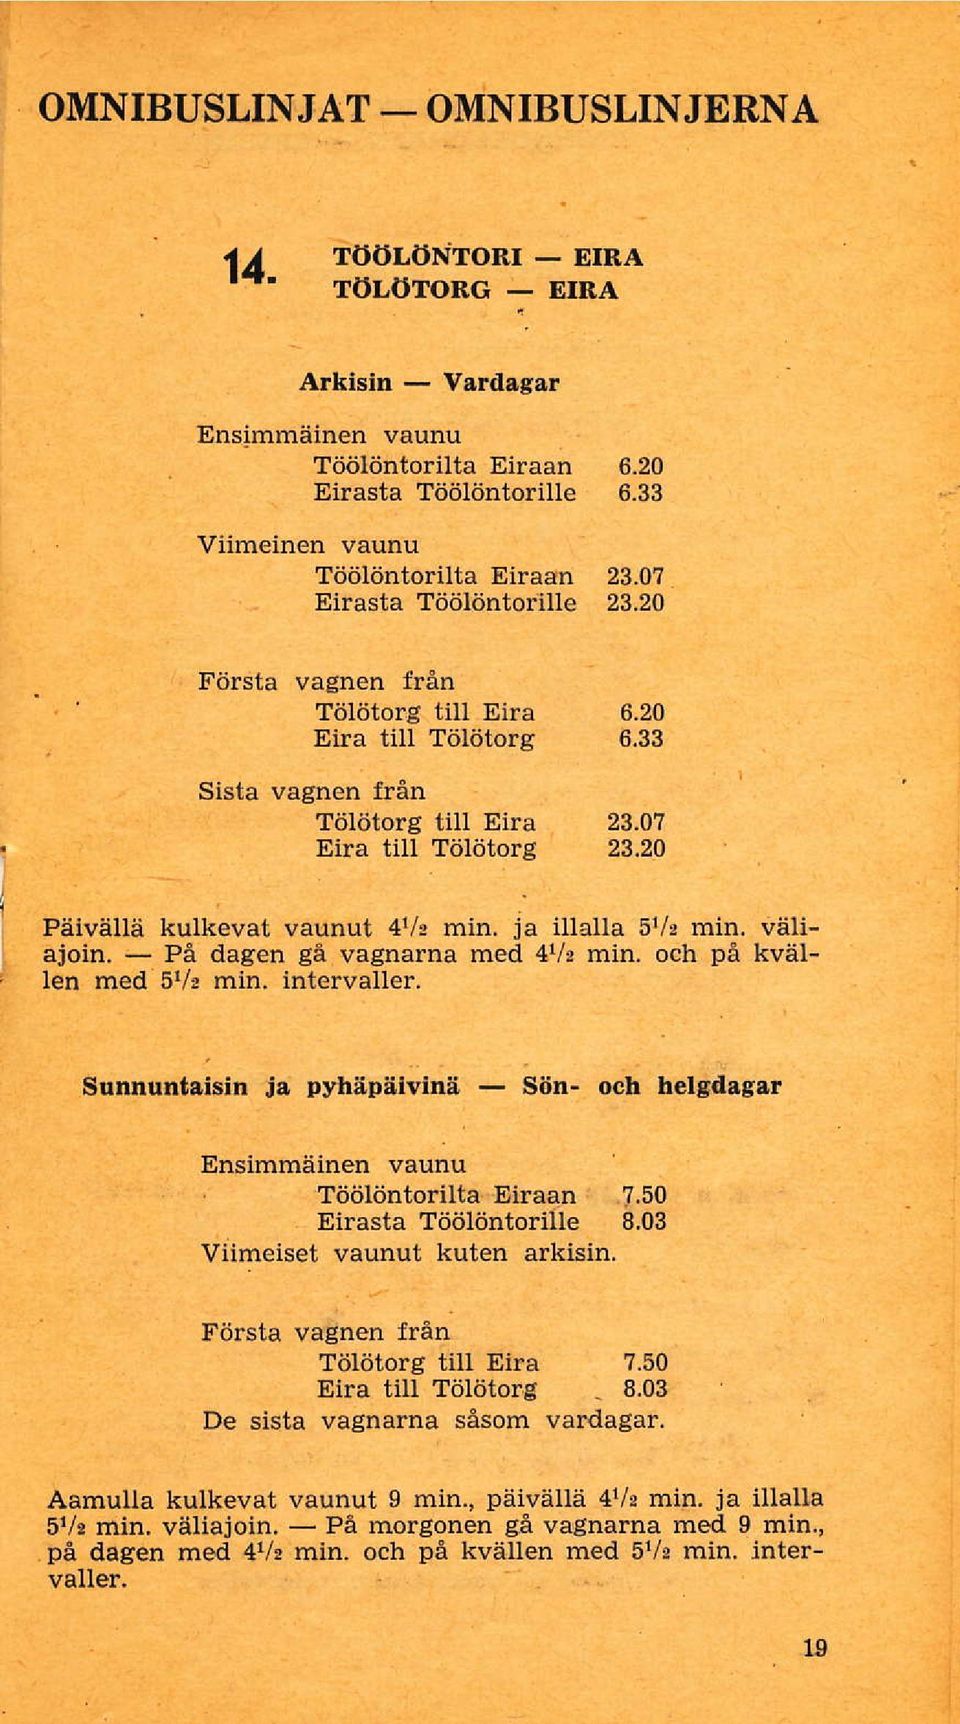 OMNIBUSLINJAT — OMNIBUSLINJERNA
14. TÖÖLÖNTORI — EIRA
TÖLÖTORG — EIRA
Arkisin — Vardagar
Ensimmäinen vaunu
Töölöntorilta Eiraan 6.20
Eirasta Töölöntorille 6.33
Viimeinen vaunu
Töölöntorilta Eiraan 23.07
Eirasta Töölöntorille 23.20
Första vagnen från
Tölötorg till Eira 6.20
Eira till Tölötorg 6.33
Sista vagnen från
Tölötorg till Eira 23.07
Eira till Tölötorg 23.20
Päivällä kulkevat vaunut 4¹/₂ min. ja illalla 5¹/₂ min. väli-
ajoin. — På dagen gå vagnarna med 4¹/₂ min. och på kväl-
len med 5¹/₂ min. intervaller.
Sunnuntaisin ja pyhäpäivinä — Sön- och helgdagar
Ensimmäinen vaunu
Töölöntorilta Eiraan 7.50
Eirasta Töölöntorille 8.03
Viimeiset vaunut kuten arkisin.
Första vagnen från
Tölötorg till Eira 7.50
Eira till Tölötorg 8.03
De sista vagnarna såsom vardagar.
Aamulla kulkevat vaunut 9 min., päivällä 4¹/₂ min. ja illalla
5¹/₂ min. väliajoin. — På morgonen gå vagnarna med 9 min.,
på dagen med 4¹/₂ min. och på kvällen med 5¹/₂ min. inter-
valler.
19